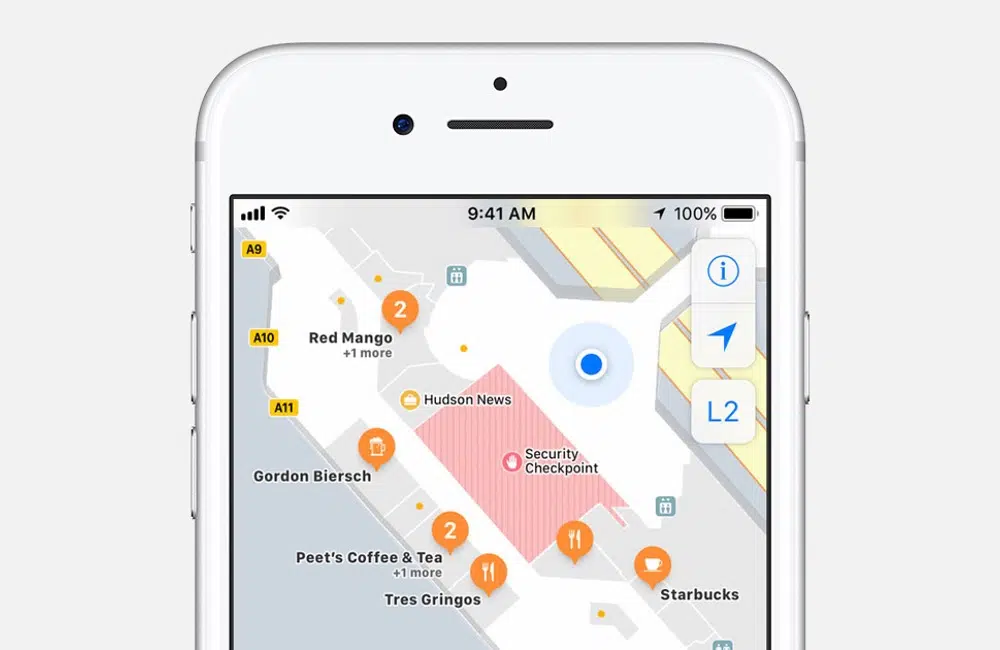 9:41 AM
100%
A9
2
Red Mango
+1 more
A10
Hudson News
A11
L2
Security
Checkpoint
Gordon Biersch
2
Peet's Coffee & Tea
+1 more
Tres Gringos
Starbucks